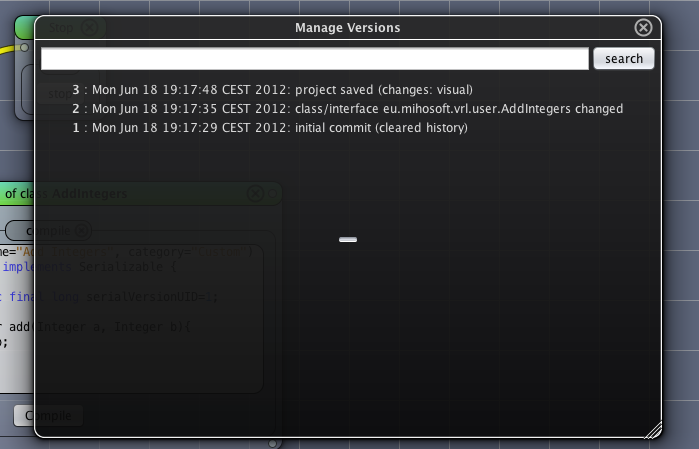 Stop
Manage Versions
search
3 : Mon Jun 18 19:17:48 CEST 2012: project saved (changes: visual)
stop
2 : Mon Jun 18 19:17:35 CEST 2012: class/interface eu.mihosoft.vrl.user.AddIntegers changed
1 : Mon Jun 18 19:17:29 CEST 2012: initial commit (cleared history)
of class AddIntegers
compile
me="Add Integers", category="Custom")
implements Serializable {
final long serialVersionUID=1;
r add(Integer a, Integer b){
;
Compile